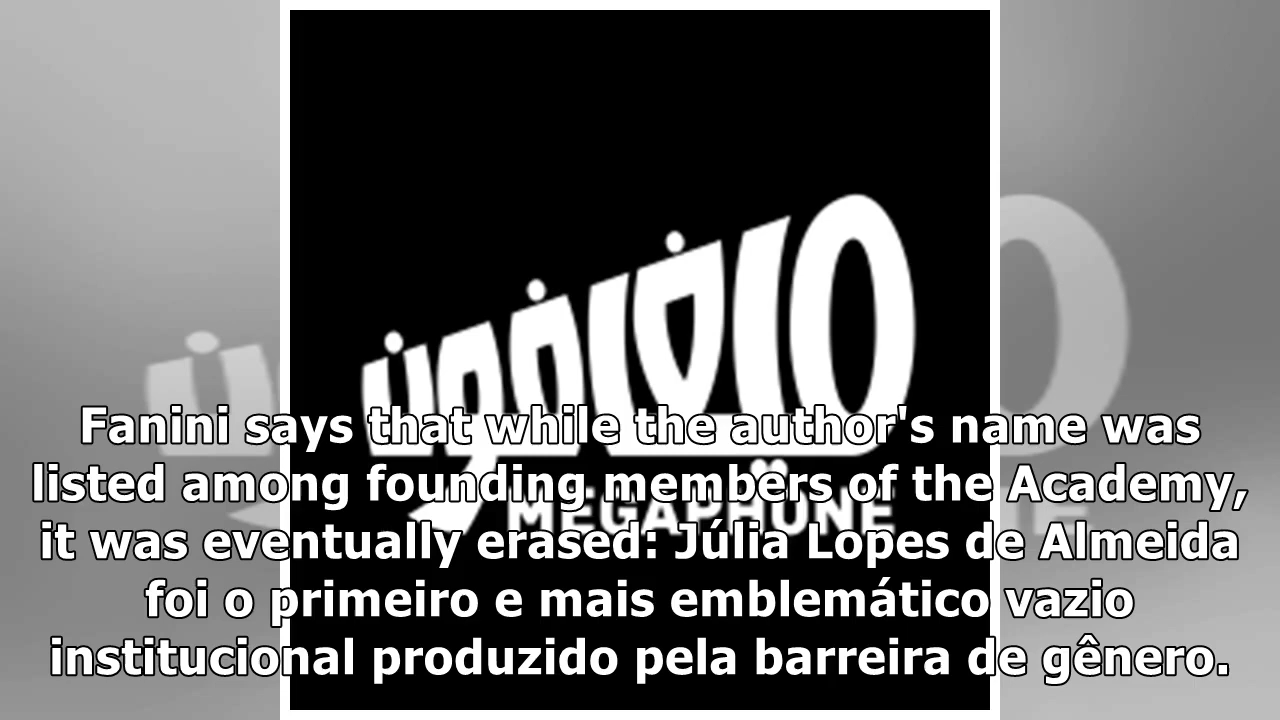 ميغافون
MEGAPHONE
Fanini says that while the author's name was
listed among founding members of the Academy,
it was eventually erased: Júlia Lopes de Almeida
foi o primeiro e mais emblemático vazio
institucional produzido pela barreira de gênero.